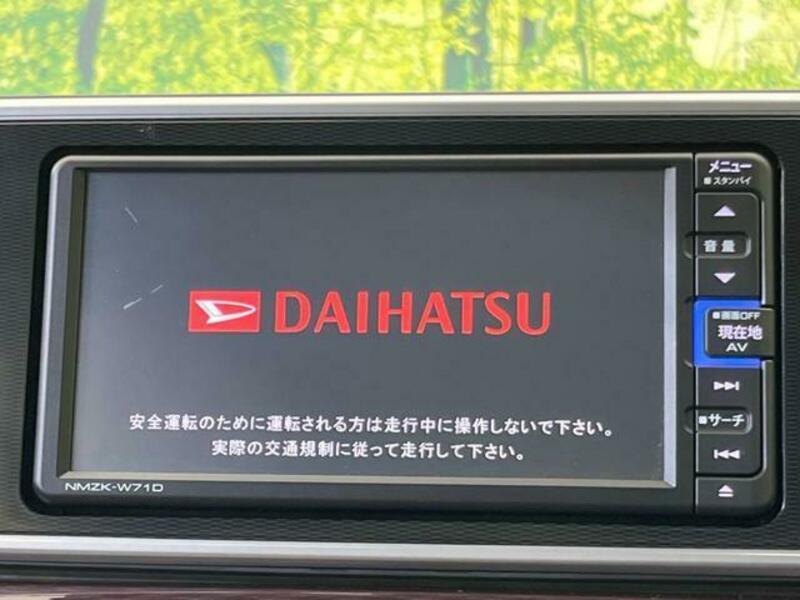 メニュー
■スタンバイ
音量
■画面OFF
現在地
AV
■サーチ
DAIHATSU
安全運転のために運転される方は走行中に操作しないで下さい。
実際の交通規制に従って走行して下さい。
NMZK-W71D